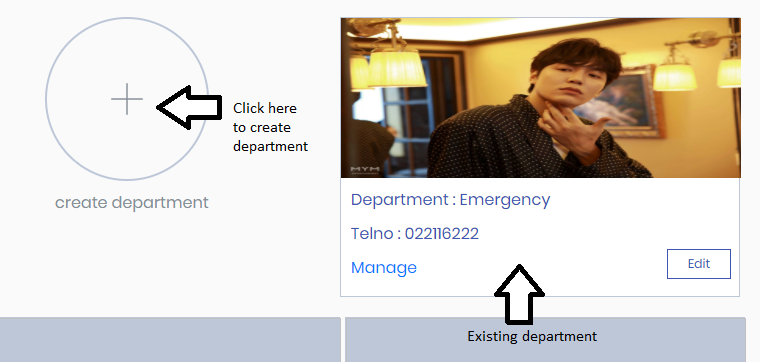 Click here
to create
department
create department
MYM
Department : Emergency
Telno : 022116222
Manage
Edit
Existing department